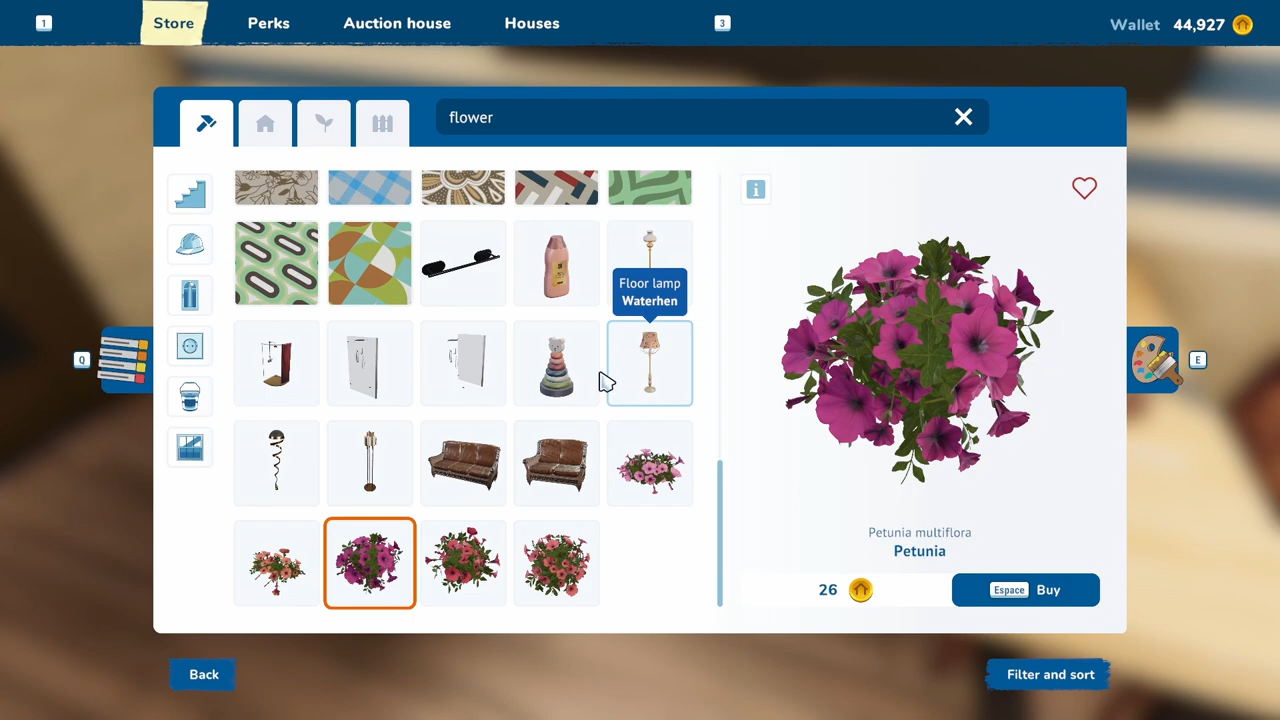 1
Store
Perks
Auction house
Houses
3
Wallet 44,927
flower
Floor lamp
Waterhen
Q
E
Petunia multiflora
Petunia
26
Espace Buy
Back
Filter and sort